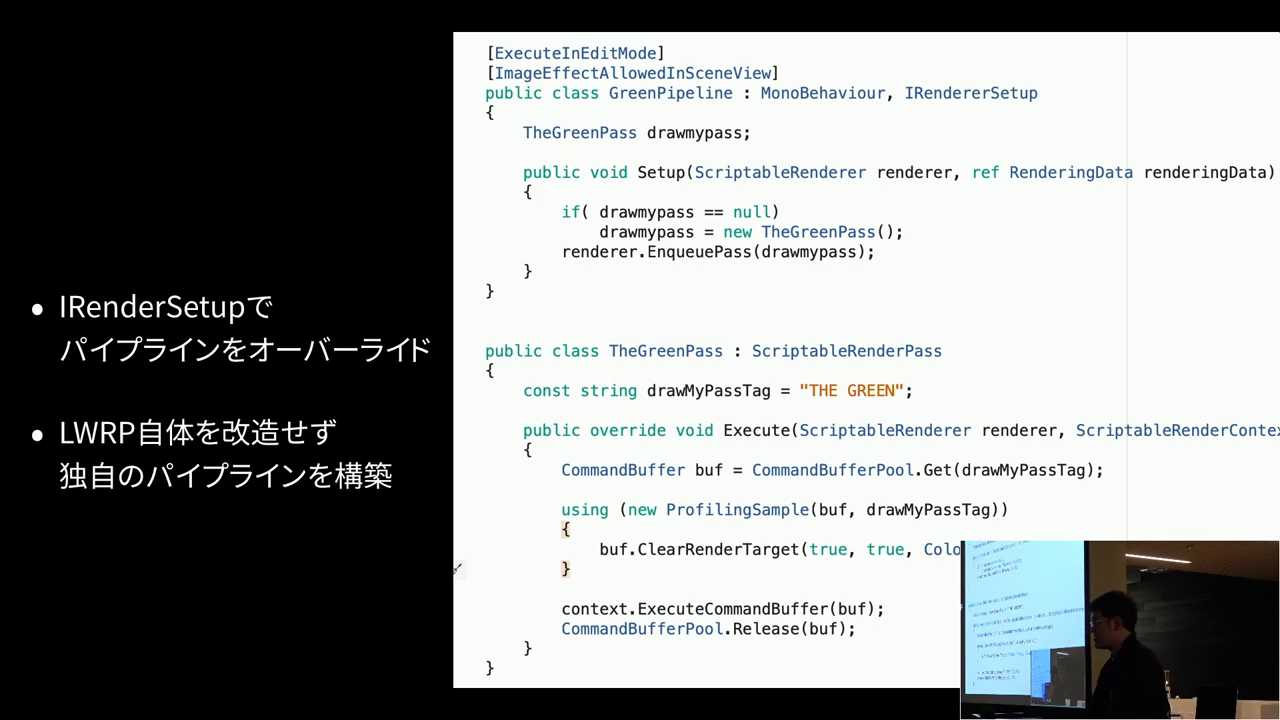 • IRenderSetupで
パイプラインをオーバーライド
• LWRP自体を改造せず
独自のパイプラインを構築
[ExecuteInEditMode]
[ImageEffectAllowedInSceneView]
public class GreenPipeline : MonoBehaviour, IRendererSetup
{
TheGreenPass drawmypass;
public void Setup(ScriptableRenderer renderer, ref RenderingData renderingData)
{
if( drawmypass == null)
drawmypass = new TheGreenPass();
renderer.EnqueuePass(drawmypass);
}
}
public class TheGreenPass : ScriptableRenderPass
{
const string drawMyPassTag = "THE GREEN";
public override void Execute(ScriptableRenderer renderer, ScriptableRenderConte
{
CommandBuffer buf = CommandBufferPool.Get(drawMyPassTag);
using (new ProfilingSample(buf, drawMyPassTag))
{
buf.ClearRenderTarget(true, true, Colo
}
context.ExecuteCommandBuffer(buf);
CommandBufferPool.Release(buf);
}
}